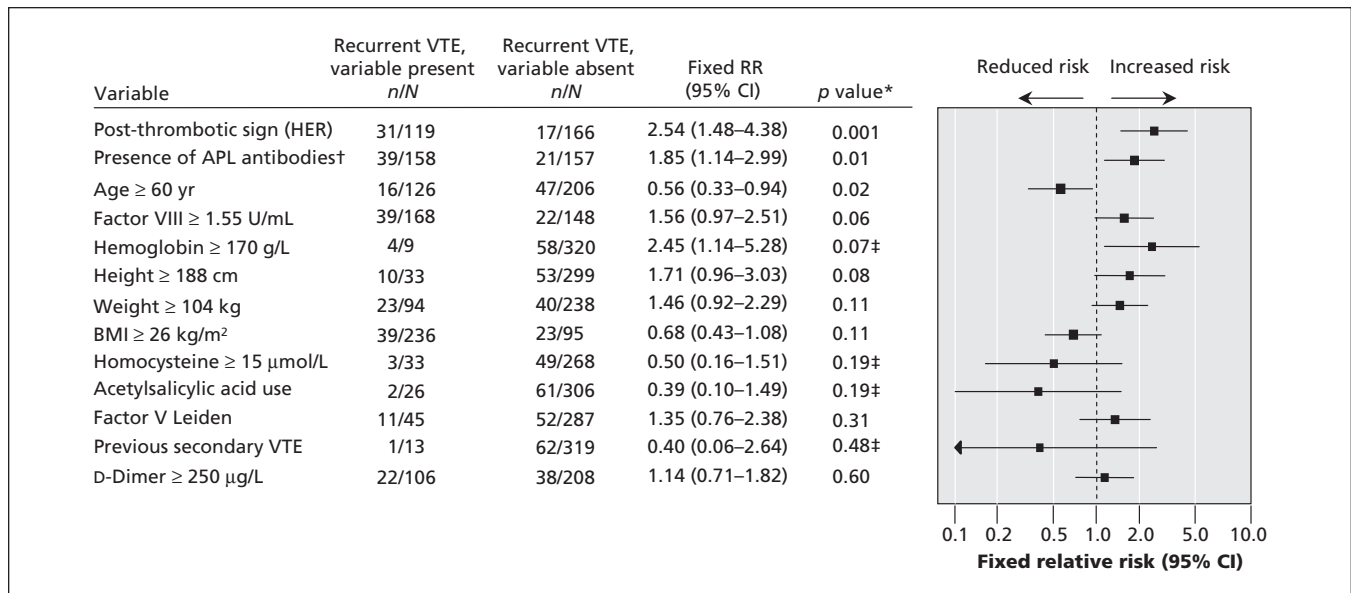 Recurrent VTE, variable present n/N
Recurrent VTE, variable absent n/N
Fixed RR (95% CI)
Reduced risk Increased risk
Variable p value*
Post-thrombotic sign (HER) 31/119 17/166 2.54 (1.48–4.38) 0.001
Presence of APL antibodies† 39/158 21/157 1.85 (1.14–2.99) 0.01
Age ≥ 60 yr 16/126 47/206 0.56 (0.33–0.94) 0.02
Factor VIII ≥ 1.55 U/mL 39/168 22/148 1.56 (0.97–2.51) 0.06
Hemoglobin ≥ 170 g/L 4/9 58/320 2.45 (1.14–5.28) 0.07‡
Height ≥ 188 cm 10/33 53/299 1.71 (0.96–3.03) 0.08
Weight ≥ 104 kg 23/94 40/238 1.46 (0.92–2.29) 0.11
BMI ≥ 26 kg/m² 39/236 23/95 0.68 (0.43–1.08) 0.11
Homocysteine ≥ 15 μmol/L 3/33 49/268 0.50 (0.16–1.51) 0.19‡
Acetylsalicylic acid use 2/26 61/306 0.39 (0.10–1.49) 0.19‡
Factor V Leiden 11/45 52/287 1.35 (0.76–2.38) 0.31
Previous secondary VTE 1/13 62/319 0.40 (0.06–2.64) 0.48‡
D-Dimer ≥ 250 μg/L 22/106 38/208 1.14 (0.71–1.82) 0.60
0.1 0.2 0.5 1.0 2.0 5.0 10.0
Fixed relative risk (95% CI)